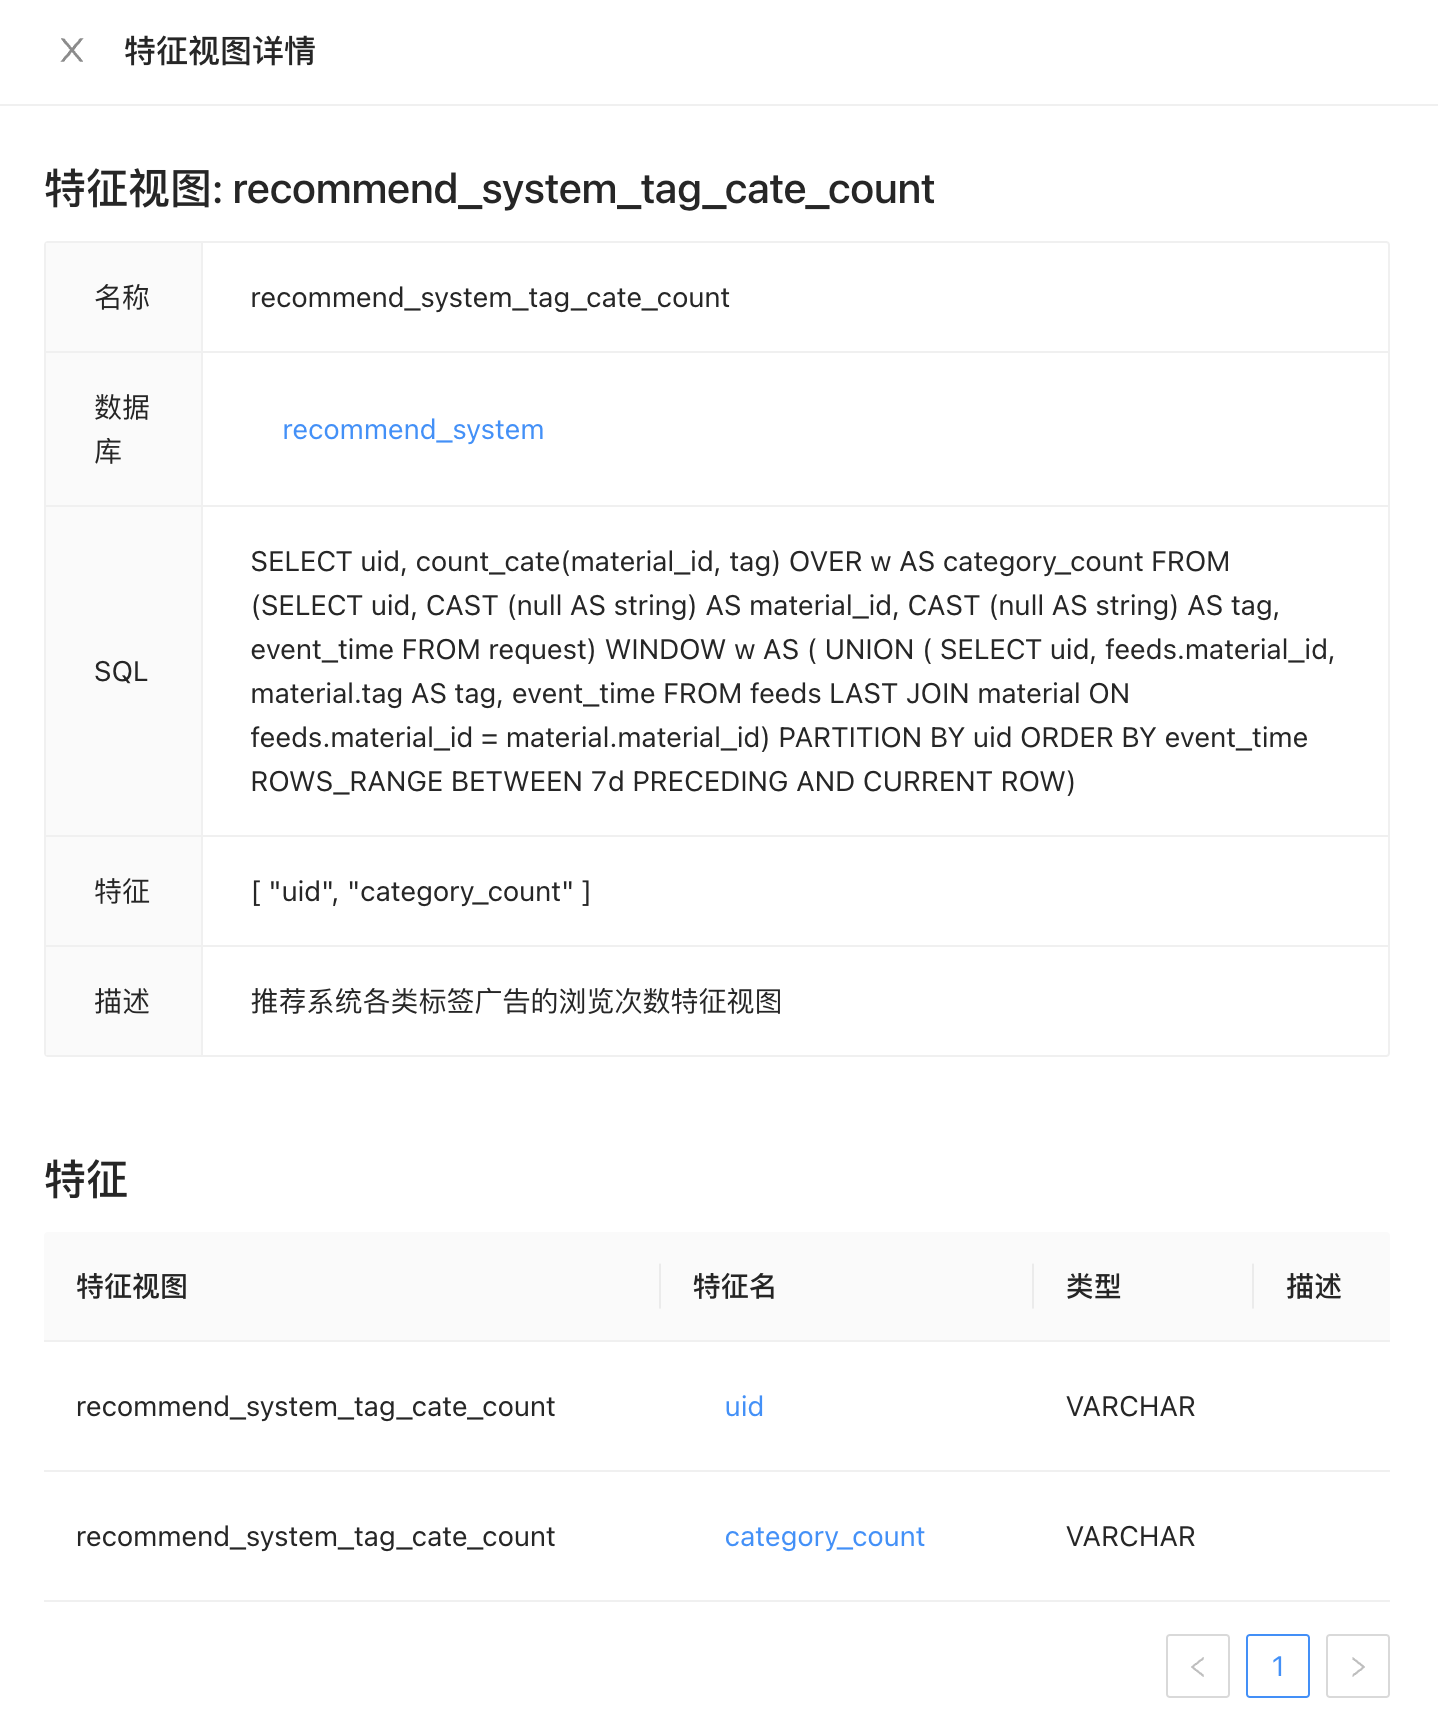 特征视图详情
特征视图: recommend_system_tag_cate_count
名称 recommend_system_tag_cate_count
数据
库
recommend_system
SQL
SELECT uid, count_cate(material_id, tag) OVER w AS category_count FROM
(SELECT uid, CAST (null AS string) AS material_id, CAST (null AS string) AS tag,
event_time FROM request) WINDOW w AS ( UNION ( SELECT uid, feeds.material_id,
material.tag AS tag, event_time FROM feeds LAST JOIN material ON
feeds.material_id = material.material_id) PARTITION BY uid ORDER BY event_time
ROWS_RANGE BETWEEN 7d PRECEDING AND CURRENT ROW)
特征 [ "uid", "category_count" ]
描述 推荐系统各类标签广告的浏览次数特征视图
特征
特征视图 特征名 类型 描述
recommend_system_tag_cate_count uid VARCHAR
recommend_system_tag_cate_count category_count VARCHAR
< 1 >